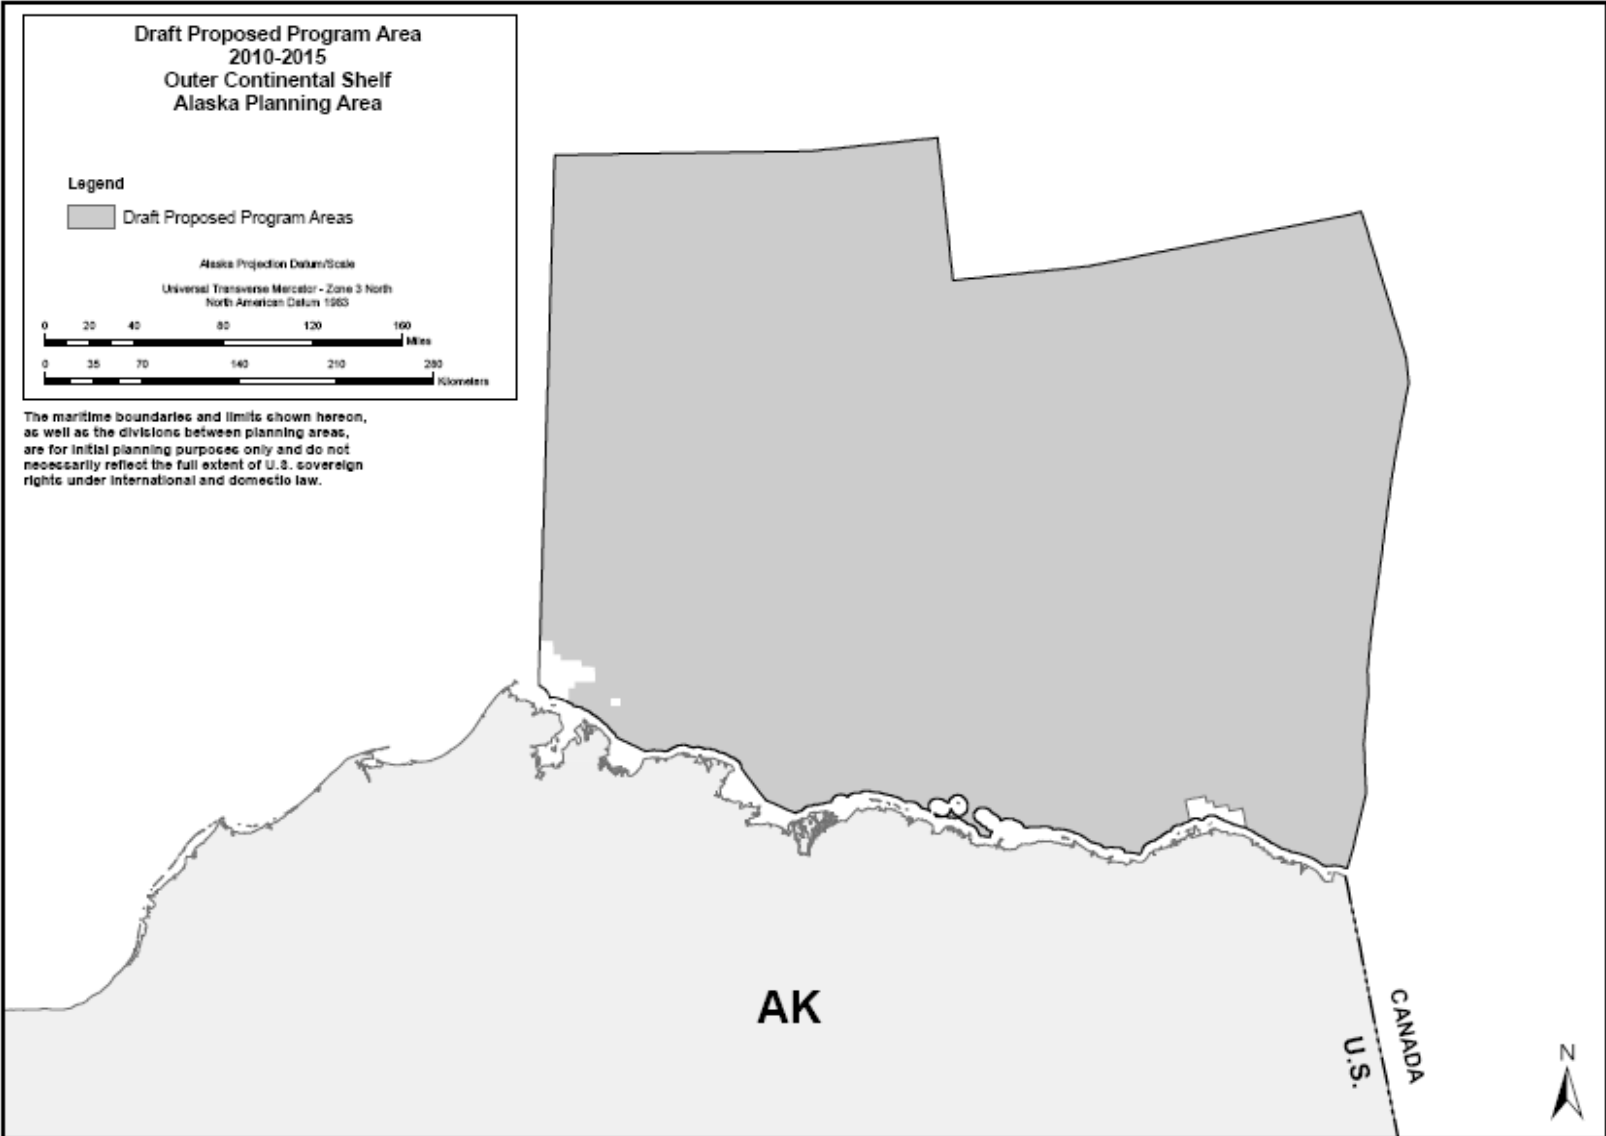 Draft Proposed Program Area
2010-2015
Outer Continental Shelf
Alaska Planning Area
Legend
Draft Proposed Program Areas
Alaska Projection Datum/Scale
Universal Transverse Mercator - Zone 3 North
North American Datum 1983
0 20 40 80 120 160
Miles
0 35 70 140 210 280
Kilometers
The maritime boundaries and limits shown hereon,
as well as the divisions between planning areas,
are for initial planning purposes only and do not
necessarily reflect the full extent of U.S. sovereign
rights under international and domestic law.
AK
CANADA
U.S.
N